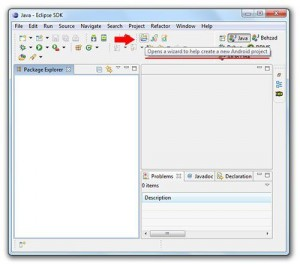 Java - Eclipse SDK
File Edit Run Source Navigate Search Project Refactor Window Help
Java Behzad
Opens a wizard to help create a new Android project
Package Explorer
Problems Javadoc Declaration
0 items
Description